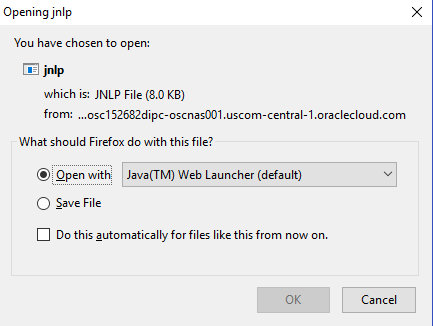 Opening jnlp
You have chosen to open:
jnlp
which is: JNLP File (8.0 KB)
from: ...osc152682dipc-oscnas001.uscom-central-1.oraclecloud.com
What should Firefox do with this file?
Open with Java(TM) Web Launcher (default)
Save File
Do this automatically for files like this from now on.
OK Cancel